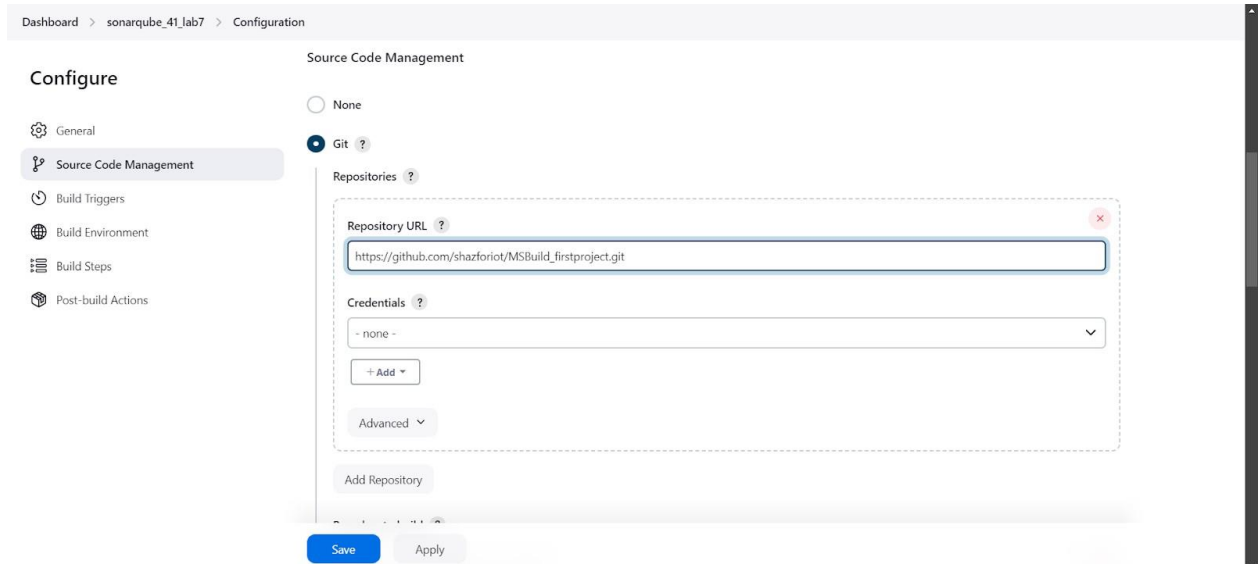 Dashboard > sonarqube_41_lab7 > Configuration
Configure
General
Source Code Management
Build Triggers
Build Environment
Build Steps
Post-build Actions
Source Code Management
None
Git ?
Repositories ?
Repository URL ?
https://github.com/shazforiot/MSBuild_firstproject.git
Credentials ?
- none -
+ Add
Advanced
Add Repository
Save
Apply